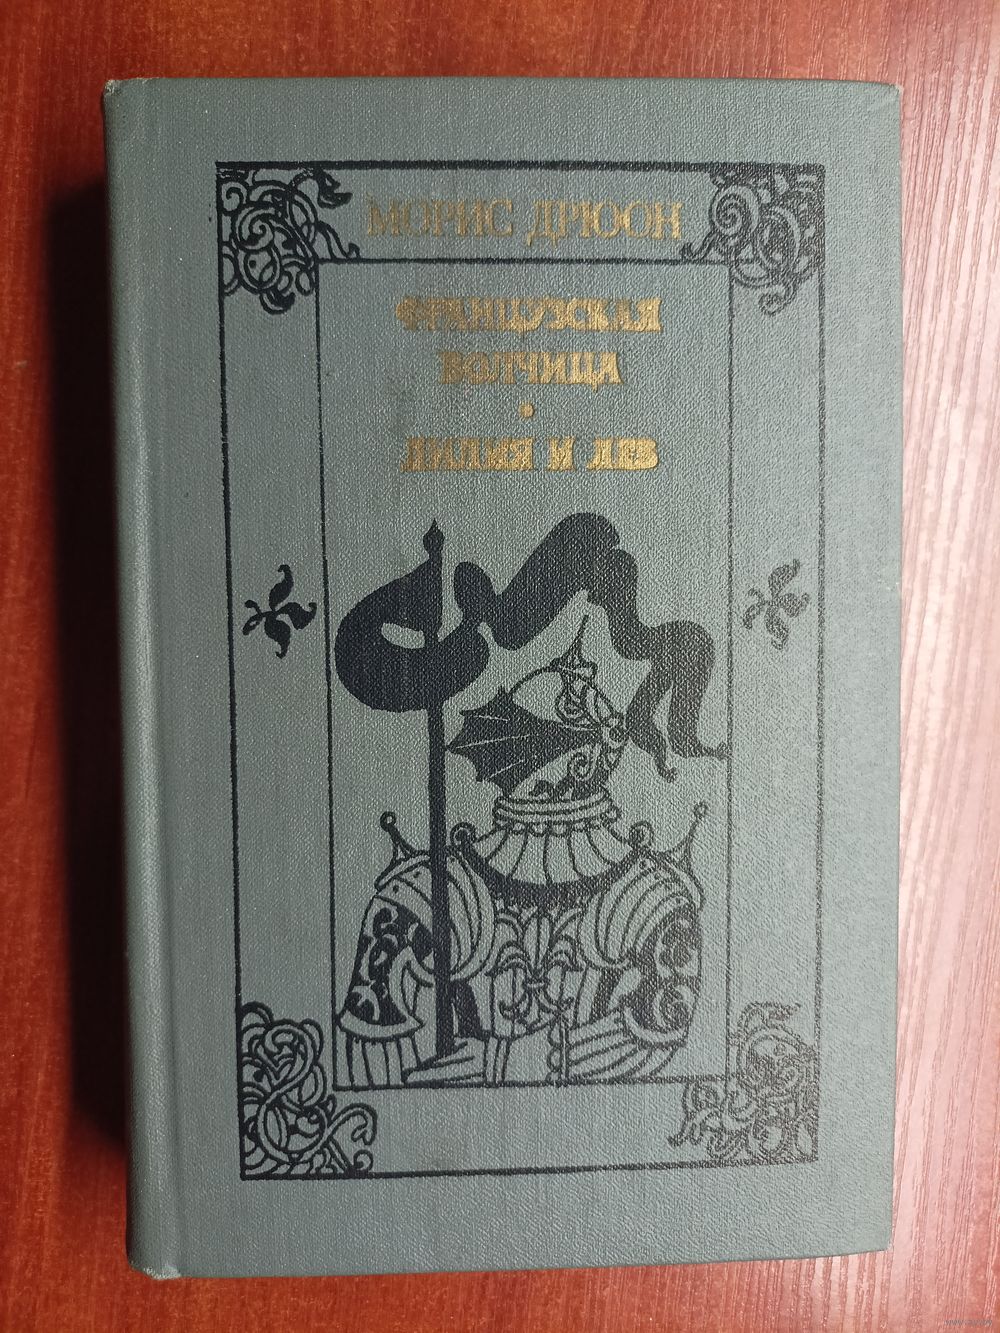 МОРИС ДРЮОН
ФРАНЦУЗСКАЯ
ВОЛЧИЦА
•
ЛИЛИЯ И ЛЕВ